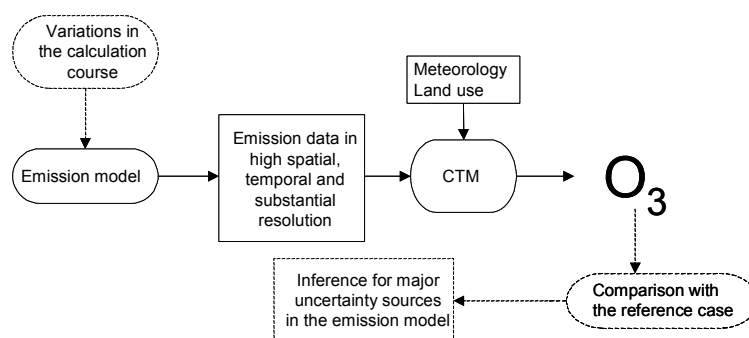 Variations in
the calculation
course
Meteorology
Land use
Emission model
Emission data in
high spatial,
temporal and
substantial
resolution
CTM
O₃
Inference for major
uncertainty sources
in the emission model
Comparison with
the reference case